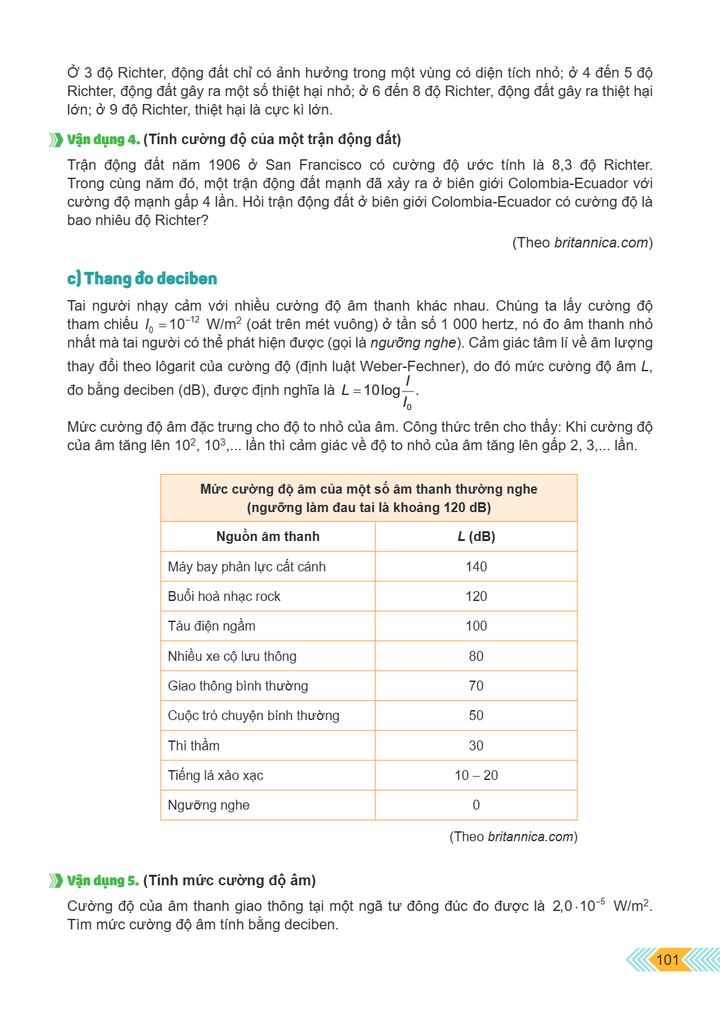 Ở 3 độ Richter, động đất chỉ có ảnh hưởng trong một vùng có diện tích nhỏ; ở 4 đến 5 độ
Richter, động đất gây ra một số thiệt hại nhỏ; ở 6 đến 8 độ Richter, động đất gây ra thiệt hại
lớn; ở 9 độ Richter, thiệt hại là cực kì lớn.
Vận dụng 4. (Tính cường độ của một trận động đất)
Trận động đất năm 1906 ở San Francisco có cường độ ước tính là 8,3 độ Richter.
Trong cùng năm đó, một trận động đất mạnh đã xảy ra ở biên giới Colombia-Ecuador với
cường độ mạnh gấp 4 lần. Hỏi trận động đất ở biên giới Colombia-Ecuador có cường độ là
bao nhiêu độ Richter?
(Theo britannica.com)
c) Thang đo deciben
Tai người nhạy cảm với nhiều cường độ âm thanh khác nhau. Chúng ta lấy cường độ
tham chiếu I₀ = 10⁻¹² W/m² (oát trên mét vuông) ở tần số 1 000 hertz, nó đo âm thanh nhỏ
nhất mà tai người có thể phát hiện được (gọi là ngưỡng nghe). Cảm giác tâm lí về âm lượng
thay đổi theo lôgarit của cường độ (định luật Weber-Fechner), do đó mức cường độ âm L,
đo bằng deciben (dB), được định nghĩa là L = 10log I/I₀.
Mức cường độ âm đặc trưng cho độ to nhỏ của âm. Công thức trên cho thấy: Khi cường độ
của âm tăng lên 10², 10³,... lần thì cảm giác về độ to nhỏ của âm tăng lên gấp 2, 3,... lần.
Mức cường độ âm của một số âm thanh thường nghe
(ngưỡng làm đau tai là khoảng 120 dB)
Nguồn âm thanh L (dB)
Máy bay phản lực cất cánh 140
Buổi hoà nhạc rock 120
Tàu điện ngầm 100
Nhiều xe cộ lưu thông 80
Giao thông bình thường 70
Cuộc trò chuyện bình thường 50
Thì thầm 30
Tiếng lá xào xạc 10 – 20
Ngưỡng nghe 0
(Theo britannica.com)
Vận dụng 5. (Tính mức cường độ âm)
Cường độ của âm thanh giao thông tại một ngã tư đông đúc đo được là 2,0·10⁻⁵ W/m².
Tìm mức cường độ âm tính bằng deciben.
101